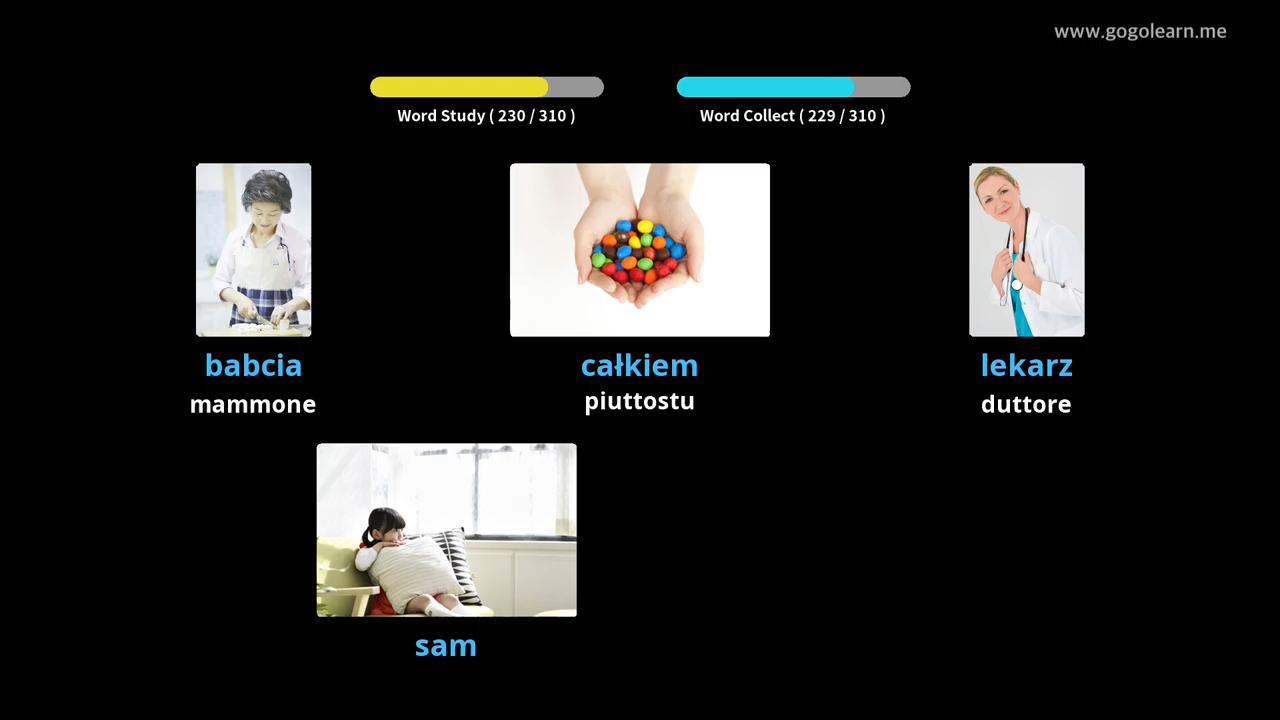 www.gogolearn.me
Word Study ( 230 / 310 )
Word Collect ( 229 / 310 )
babcia
mammone
całkiem
piuttostu
lekarz
duttore
sam